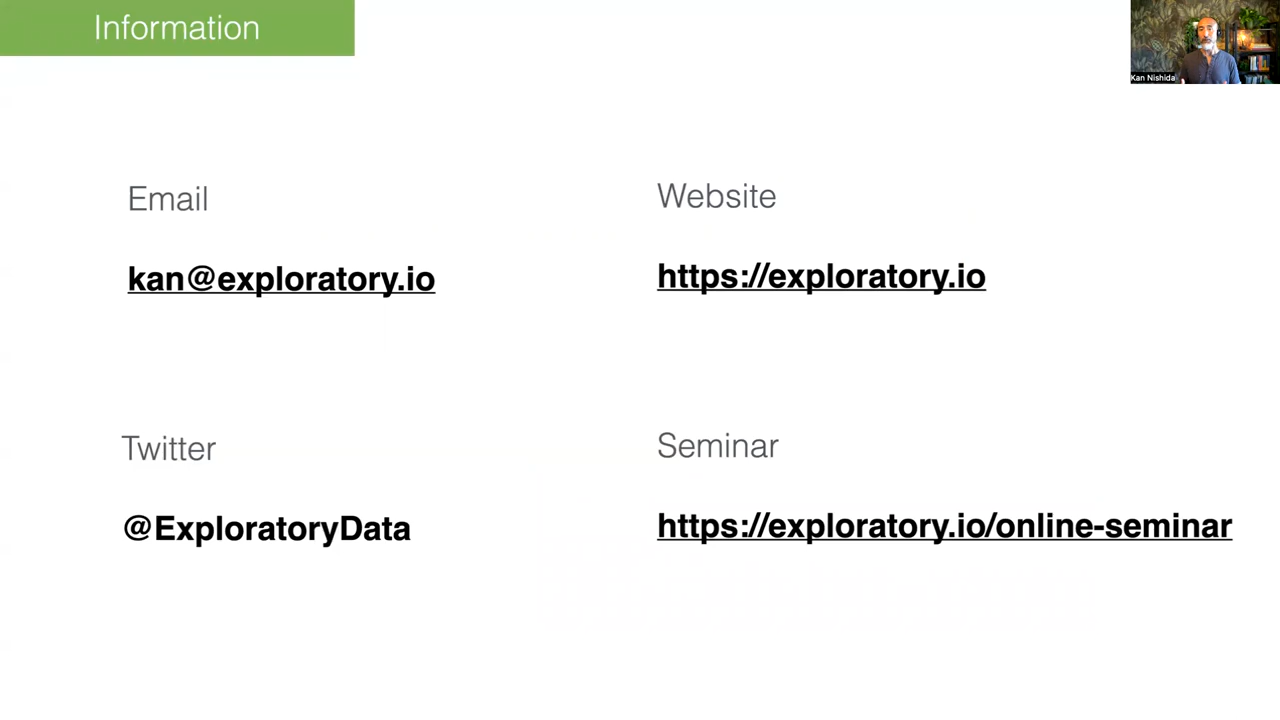 Information
Kan Nishida
Email
kan@exploratory.io
Website
https://exploratory.io
Twitter
@ExploratoryData
Seminar
https://exploratory.io/online-seminar